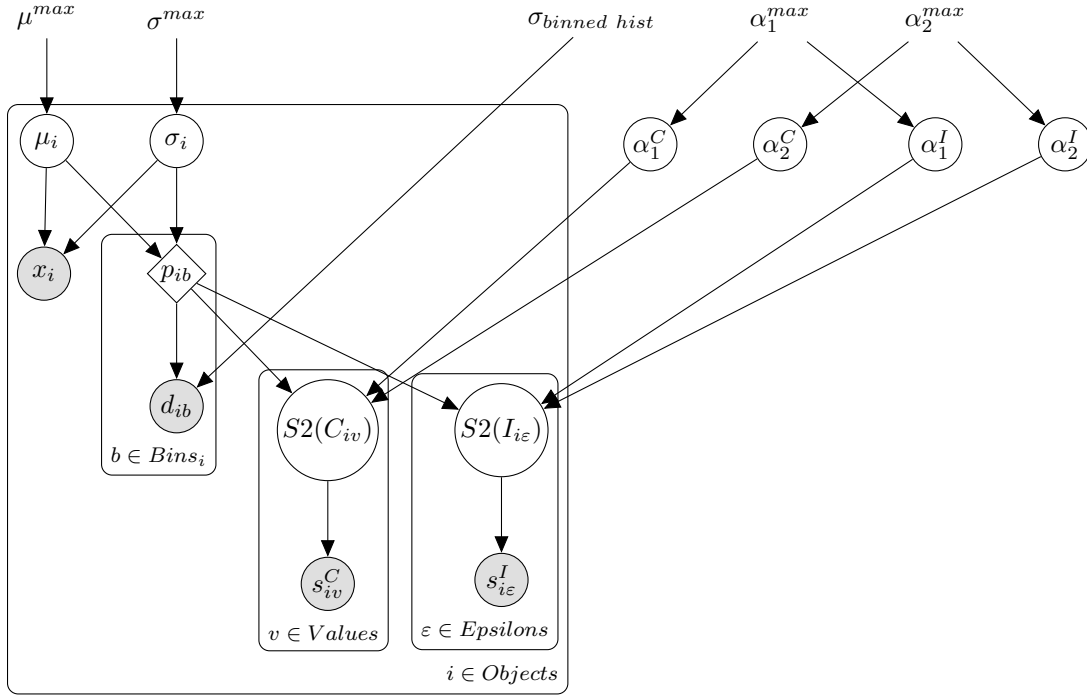 μ^max σ^max σ_binned hist α_1^max α_2^max
μ_i σ_i α_1^C α_2^C α_1^I α_2^I
x_i p_ib
d_ib S2(C_iv) S2(I_iε)
b ∈ Bins_i
s_iv^C s_iε^I
v ∈ Values ε ∈ Epsilons
i ∈ Objects